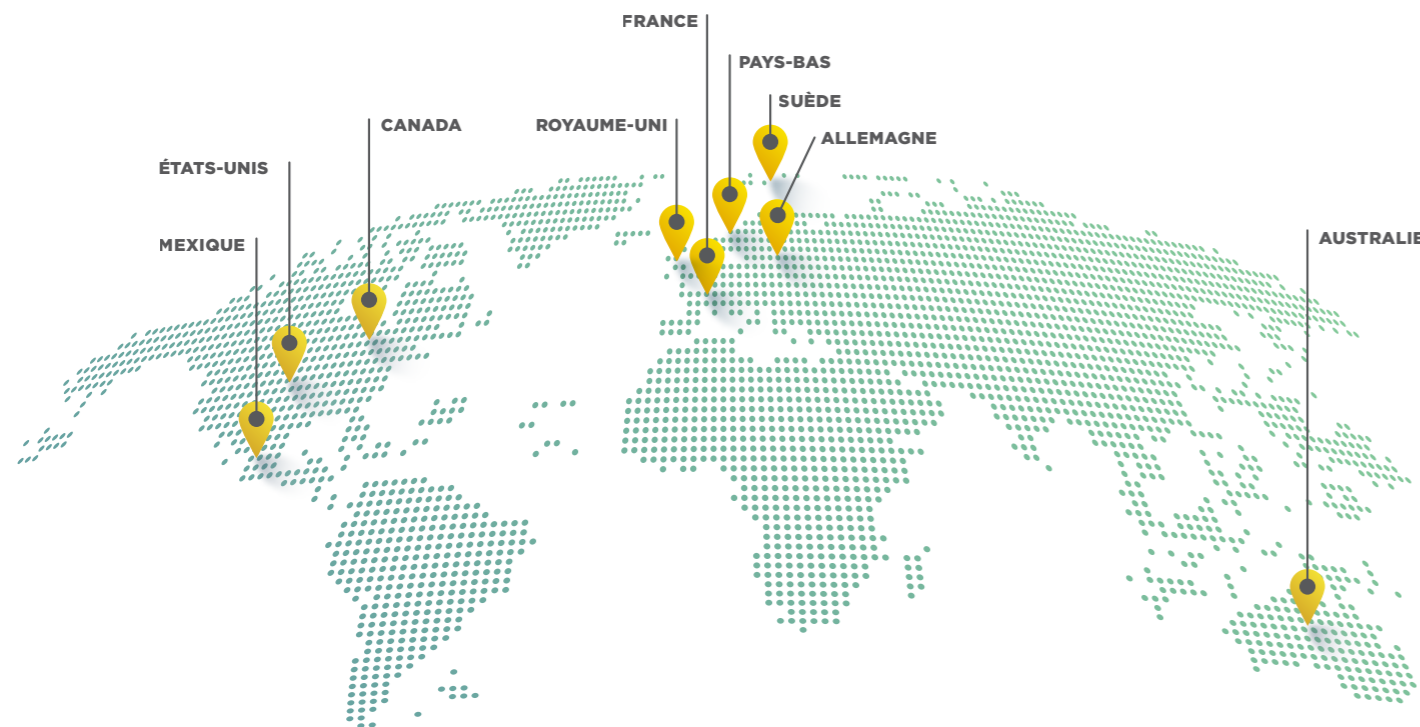 FRANCE
PAYS-BAS
SUÈDE
CANADA
ROYAUME-UNI
ALLEMAGNE
ÉTATS-UNIS
MEXIQUE
AUSTRALIE